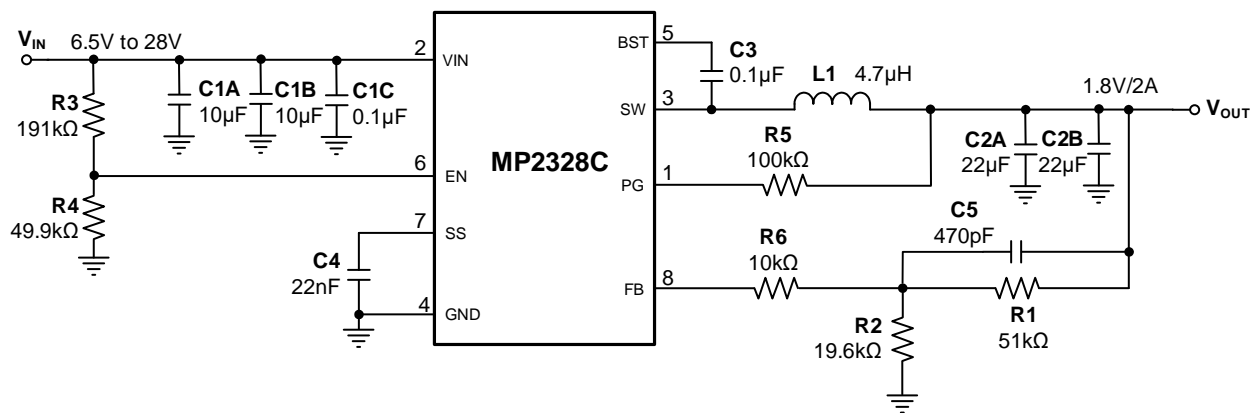 VIN
6.5V to 28V
R3
191kΩ
C1A
10µF
C1B
10µF
C1C
0.1µF
R4
49.9kΩ
C4
22nF
2
VIN
6
EN
7
SS
4
GND
MP2328C
5
BST
3
SW
1
PG
8
FB
C3
0.1µF
L1
4.7µH
R5
100kΩ
1.8V/2A
VOUT
C2A
22µF
C2B
22µF
C5
470pF
R6
10kΩ
R2
19.6kΩ
R1
51kΩ